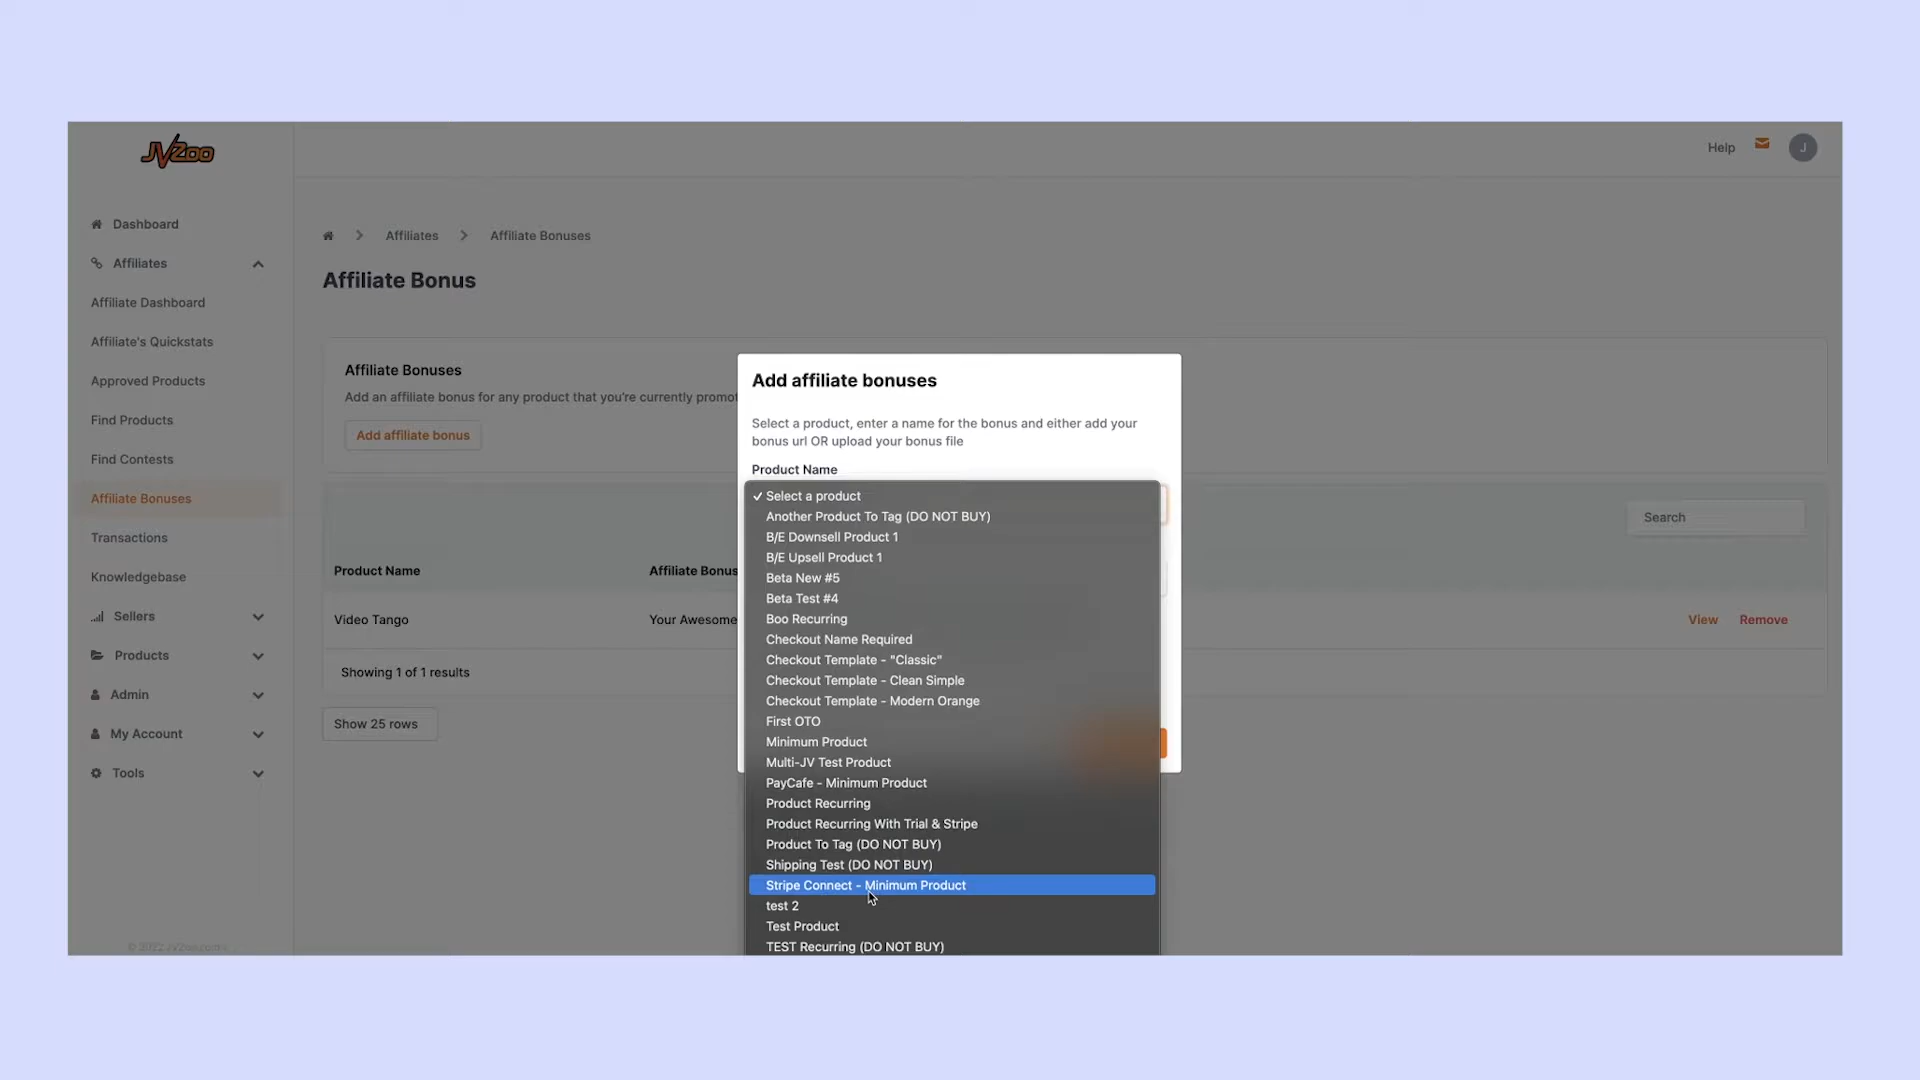 JVZoo
Help
J
Dashboard
Affiliates
Affiliate Dashboard
Affiliate's Quickstats
Approved Products
Find Products
Find Contests
Affiliate Bonuses
Transactions
Knowledgebase
Sellers
Products
Admin
My Account
Tools
© 2022 JVZoo.com
Affiliates
Affiliate Bonuses
Affiliate Bonus
Affiliate Bonuses
Add an affiliate bonus for any product that you're currently promot
Add affiliate bonus
Search
Product Name
Affiliate Bonus
Video Tango
Your Awesome
View
Remove
Showing 1 of 1 results
Show 25 rows
Add affiliate bonuses
Select a product, enter a name for the bonus and either add your
bonus url OR upload your bonus file
Product Name
✓ Select a product
Another Product To Tag (DO NOT BUY)
B/E Downsell Product 1
B/E Upsell Product 1
Beta New #5
Beta Test #4
Boo Recurring
Checkout Name Required
Checkout Template - "Classic"
Checkout Template - Clean Simple
Checkout Template - Modern Orange
First OTO
Minimum Product
Multi-JV Test Product
PayCafe - Minimum Product
Product Recurring
Product Recurring With Trial & Stripe
Product To Tag (DO NOT BUY)
Shipping Test (DO NOT BUY)
Stripe Connect - Minimum Product
test 2
Test Product
TEST Recurring (DO NOT BUY)